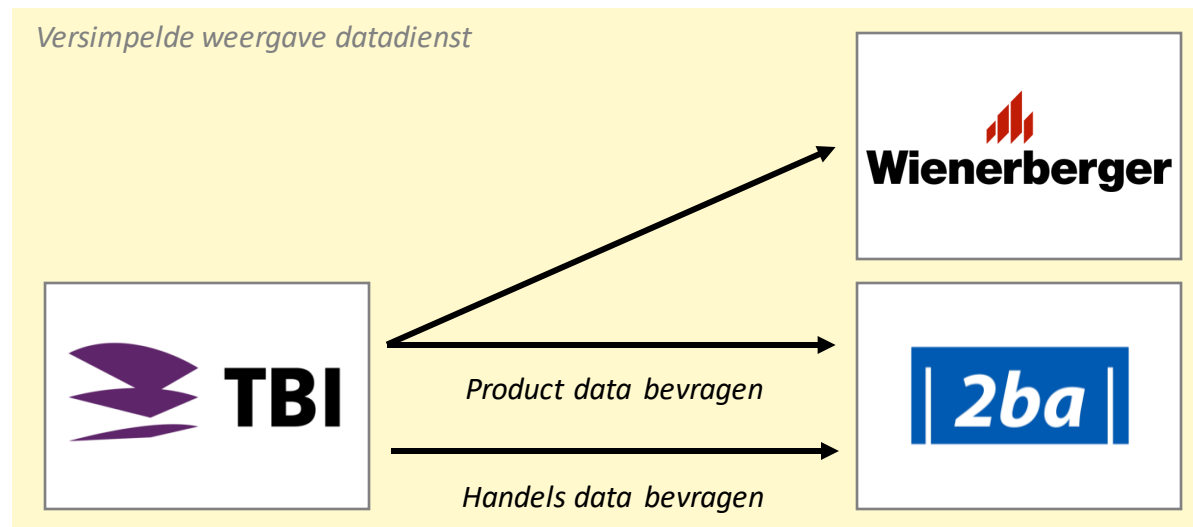 Versimpelde weergave datadienst
Wienerberger
TBI
Product data bevragen
2ba
Handels data bevragen